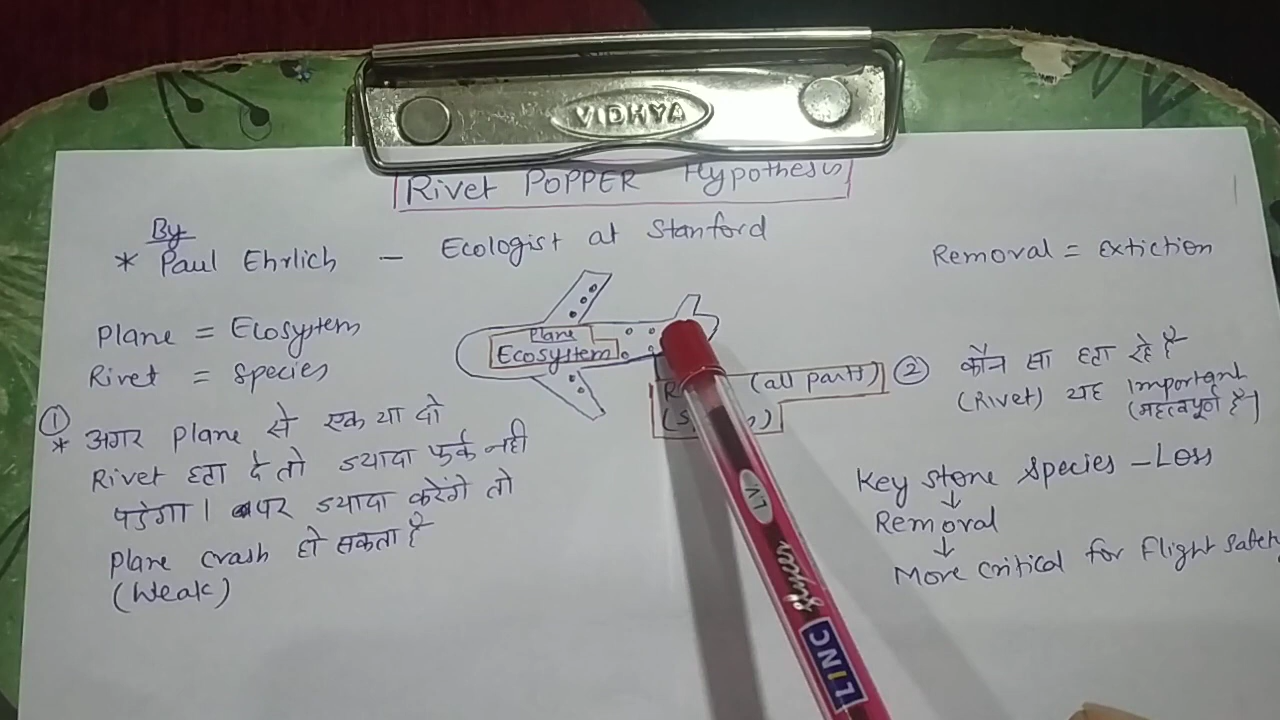 VIDHYA
Rivet POPPER Hypothesis
By
* Paul Ehrlich – Ecologist at Stanford
Removal = Extiction
Plane = Ecosystem
Rivet = Species
Plane
Ecosystem
(all parts)
① * अगर Plane से एक या दो
Rivet हटा दे तो ज्यादा फर्क नही
पड़ेगा। पर ज्यादा करेंगे तो
Plane crash हो सकता है
(Weak)
② कौन सा हटा रहे है
(Rivet) यह Important
(महत्वपूर्ण है)
Key stone Species – Loss
↓
Removal
↓
More critical for flight safety
LINC